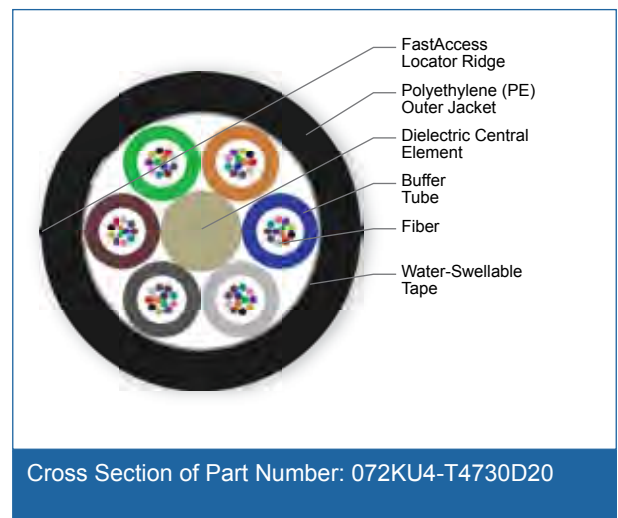 FastAccess
Locator Ridge
Polyethylene (PE)
Outer Jacket
Dielectric Central
Element
Buffer
Tube
Fiber
Water-Swellable
Tape
Cross Section of Part Number: 072KU4-T4730D20